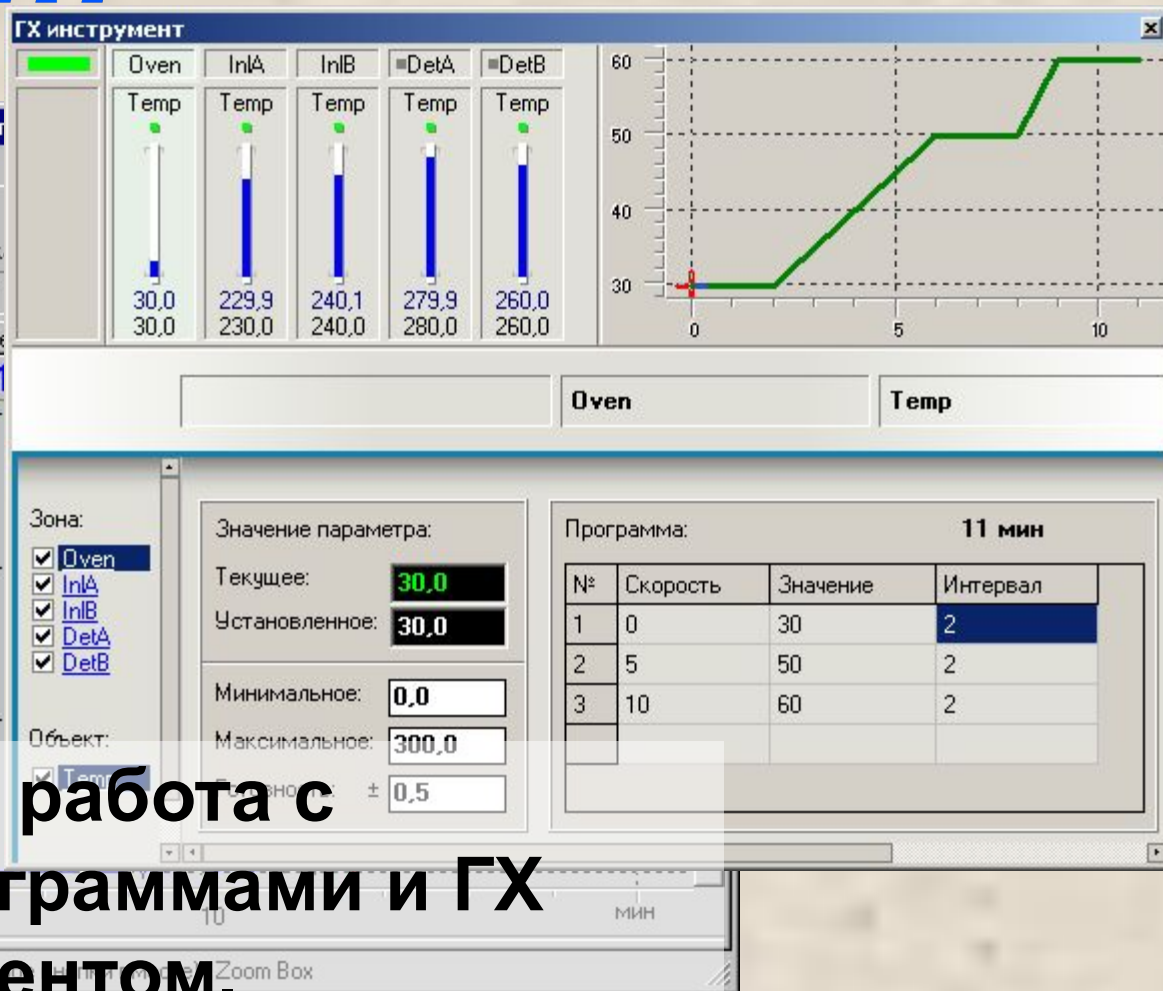 ГХ инструмент
Oven InlA InlB DetA DetB
Temp Temp Temp Temp Temp
30,0 229,9 240,1 279,9 260,0
30,0 230,0 240,0 280,0 260,0
60
50
40
30
0 5 10
Oven Temp
Зона:
Oven
InlA
InlB
DetA
DetB
Объект:
Temp
Значение параметра:
Текущее: 30,0
Установленное: 30,0
Минимальное: 0,0
Максимальное: 300,0
Готовность: ± 0,5
Программа: 11 мин
№ Скорость Значение Интервал
1 0 30 2
2 5 50 2
3 10 60 2
работа с
граммами и ГХ
ентом.
10 мин
Zoom Box